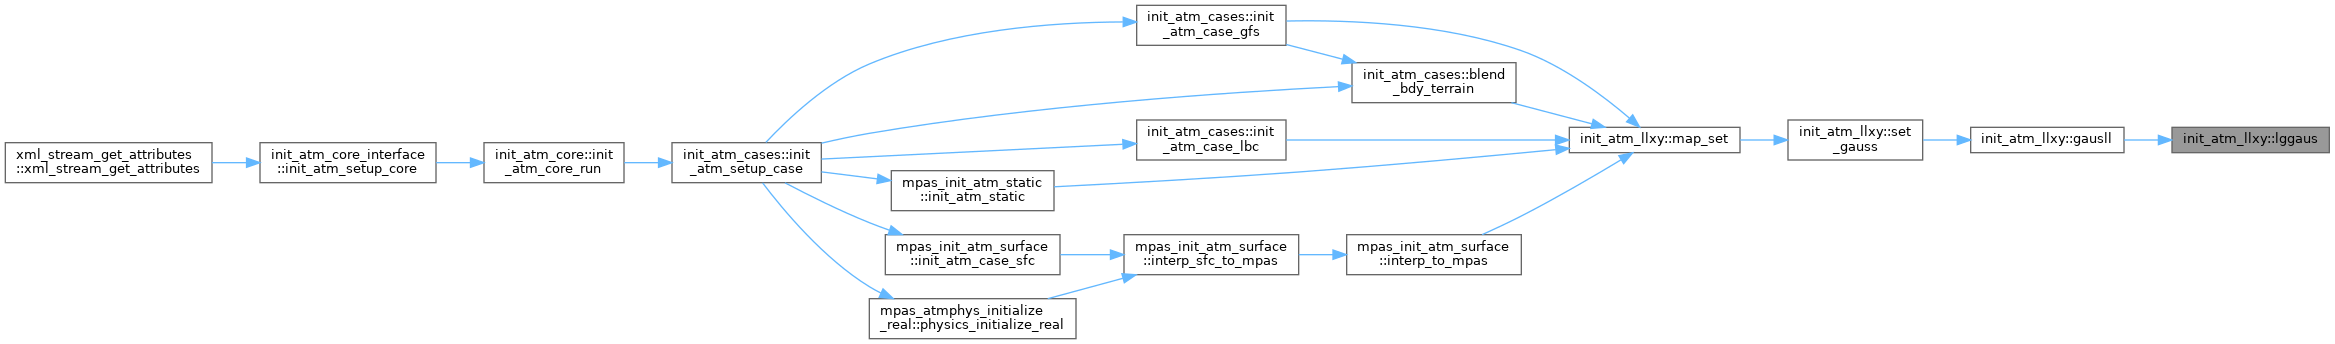 xml_stream_get_attributes
::xml_stream_get_attributes
init_atm_core_interface
::init_atm_setup_core
init_atm_core::init
_atm_core_run
init_atm_cases::init
_atm_setup_case
init_atm_cases::init
_atm_case_gfs
init_atm_cases::blend
_bdy_terrain
init_atm_cases::init
_atm_case_lbc
mpas_init_atm_static
::init_atm_static
mpas_init_atm_surface
::init_atm_case_sfc
mpas_atmphys_initialize
_real::physics_initialize_real
mpas_init_atm_surface
::interp_sfc_to_mpas
mpas_init_atm_surface
::interp_to_mpas
init_atm_llxy::map_set
init_atm_llxy::set
_gauss
init_atm_llxy::gausll
init_atm_llxy::lggaus